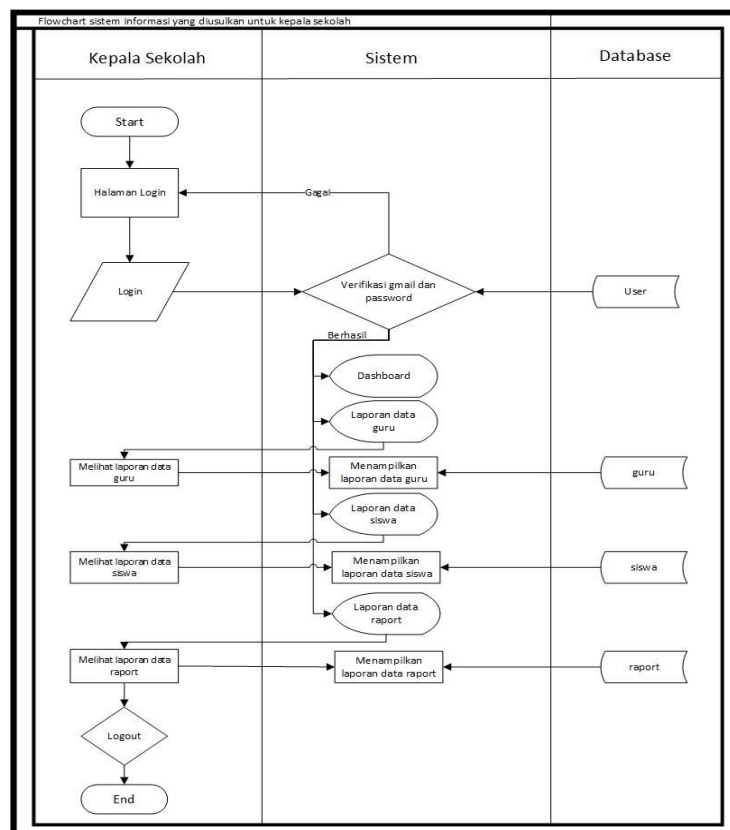 Flowchart sistem informasi yang diusulkan untuk kepala sekolah
Kepala Sekolah
Sistem
Database
Start
Halaman Login
Gagal
Login
Verifikasi gmail dan
password
User
Berhasil
Dashboard
Laporan data
guru
Melihat laporan data
guru
Menampilkan
laporan data guru
guru
Laporan data
siswa
Melihat laporan data
siswa
Menampilkan
laporan data siswa
siswa
Laporan data
raport
Melihat laporan data
raport
Menampilkan
laporan data raport
raport
Logout
End